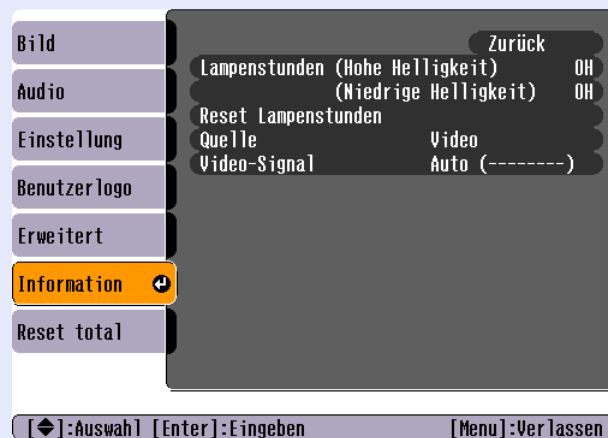 Bild
Audio
Einstellung
Benutzerlogo
Erweitert
Information
Reset total
Zurück
Lampenstunden (Hohe Helligkeit) 0H
(Niedrige Helligkeit) 0H
Reset Lampenstunden
Quelle Video
Video-Signal Auto (--------)
[◆]:Auswahl [Enter]:Eingeben [Menu]:Verlassen